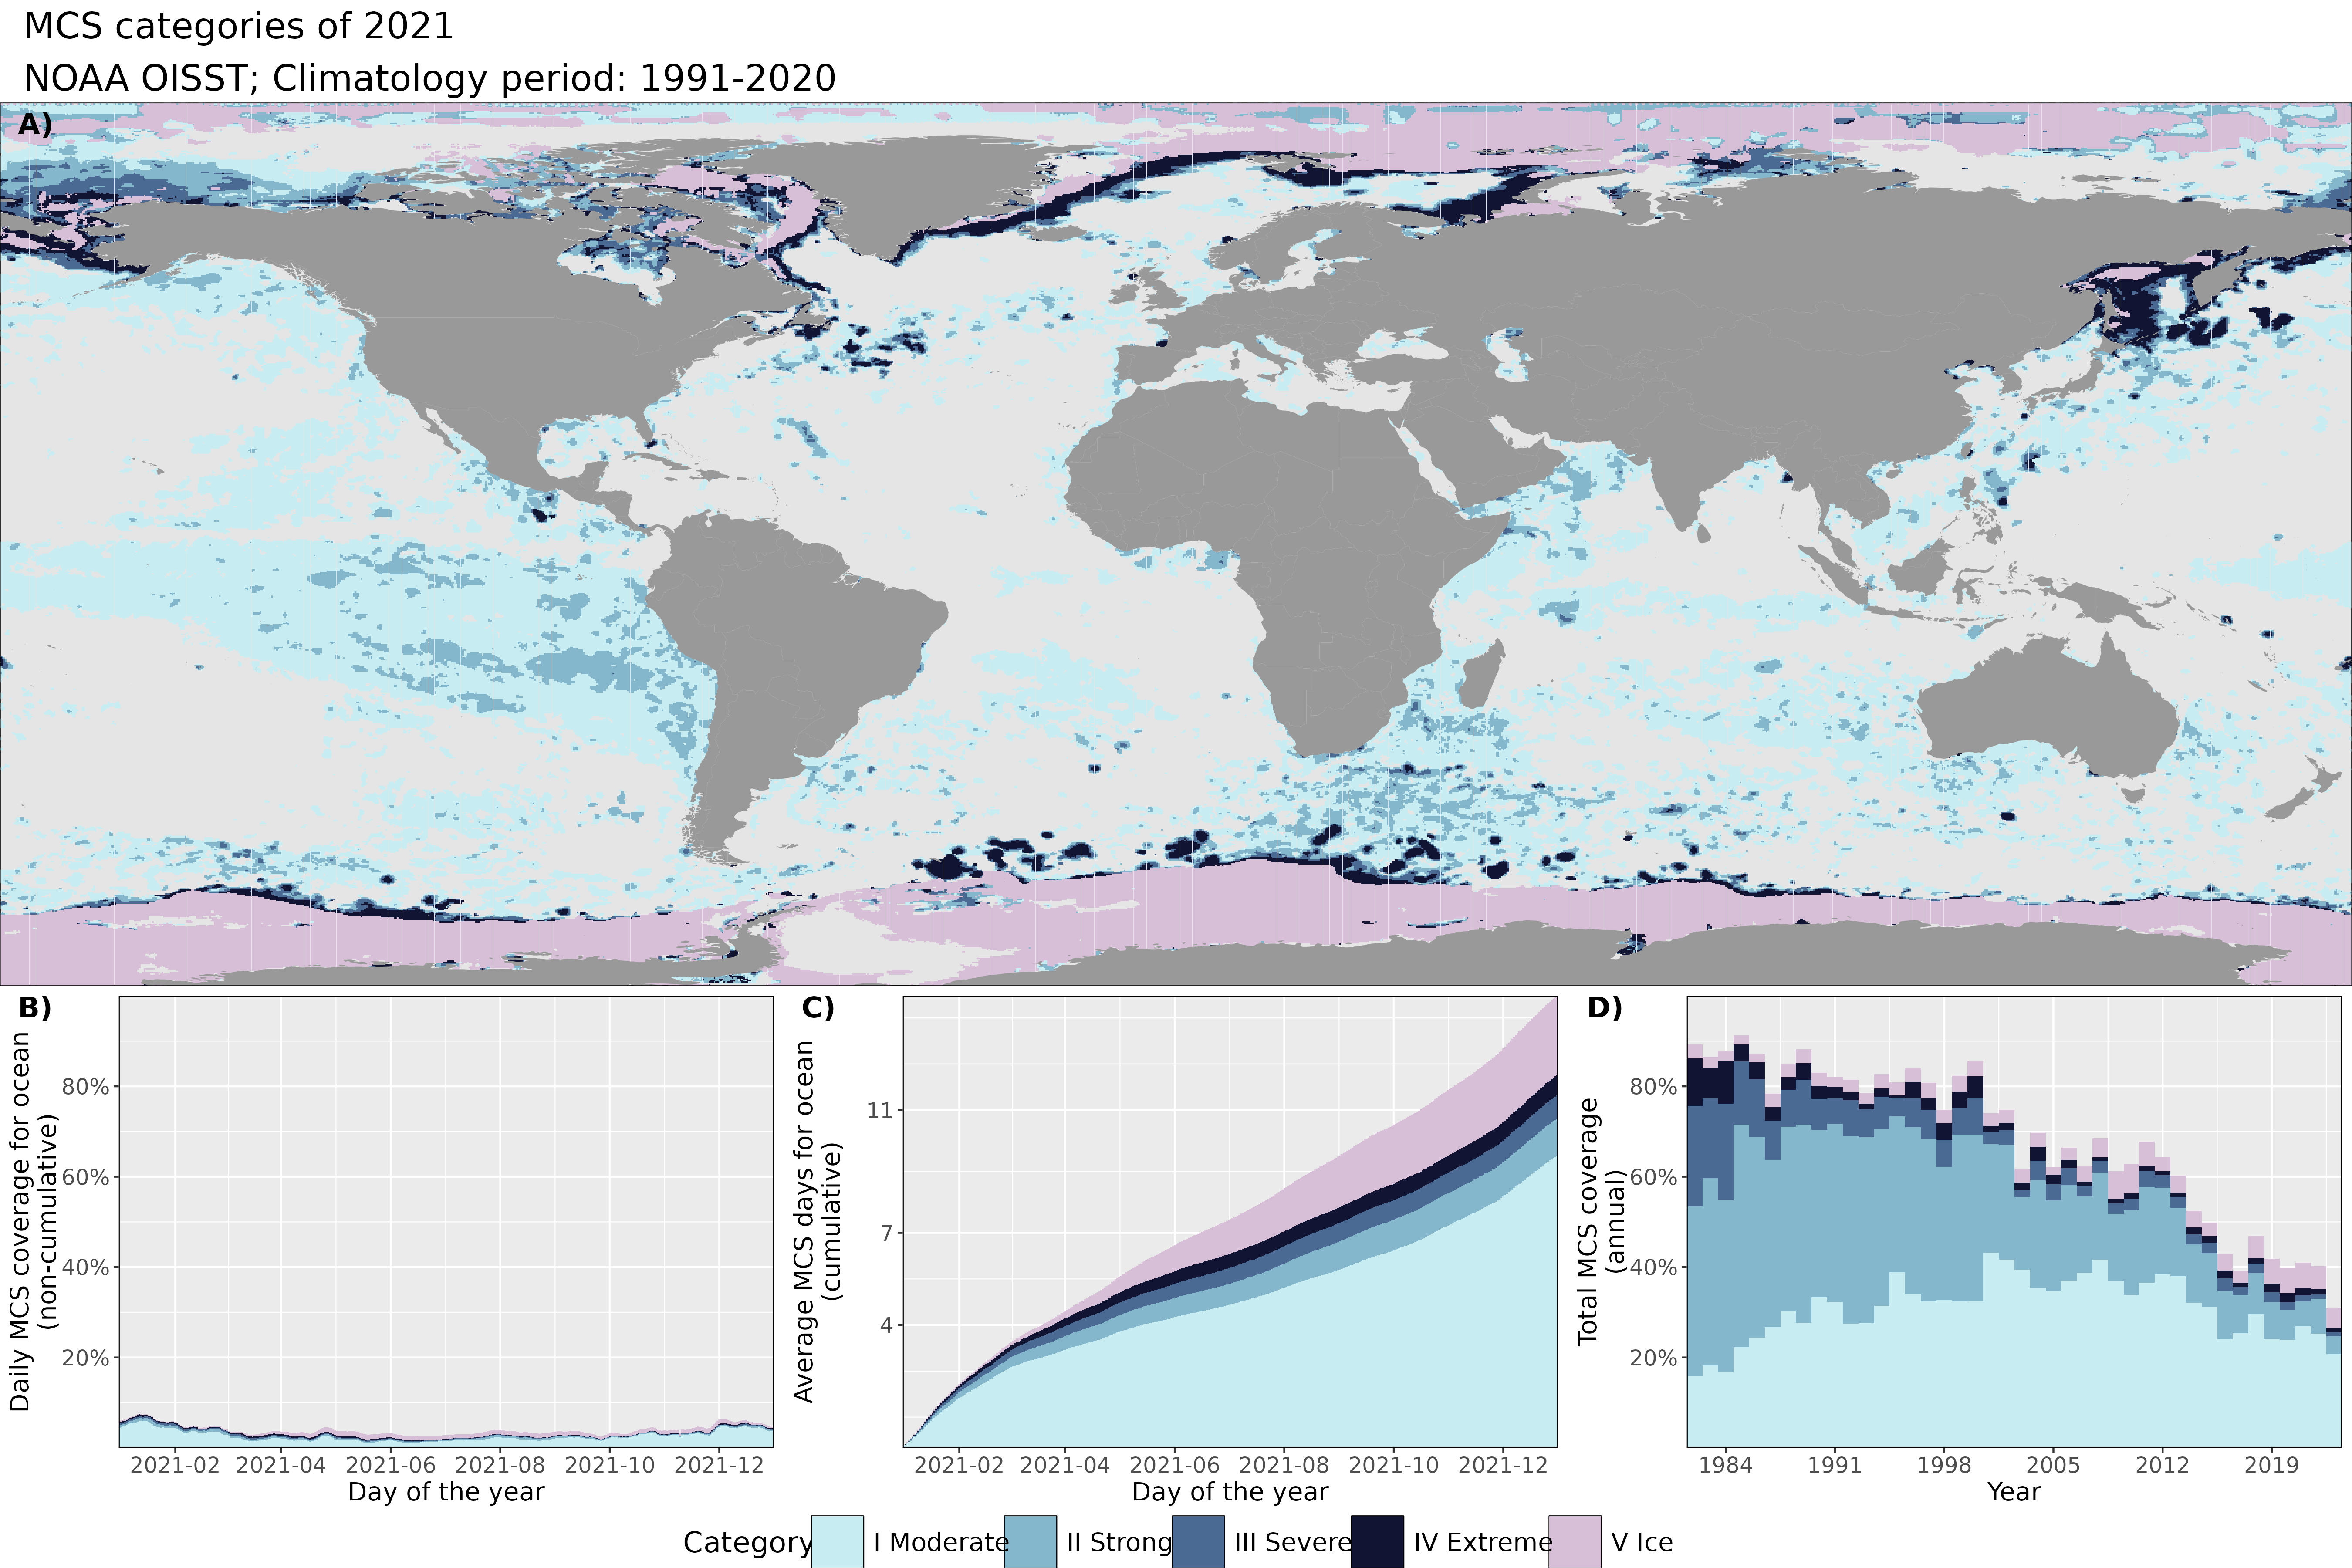 MCS categories of 2021
NOAA OISST; Climatology period: 1991-2020
A)
B)
Daily MCS coverage for ocean
(non-cumulative)
80%
60%
40%
20%
2021-02 2021-04 2021-06 2021-08 2021-10 2021-12
Day of the year
C)
Average MCS days for ocean
(cumulative)
11
7
4
2021-02 2021-04 2021-06 2021-08 2021-10 2021-12
Day of the year
D)
Total MCS coverage
(annual)
80%
60%
40%
20%
1984 1991 1998 2005 2012 2019
Year
Category I Moderate II Strong III Severe IV Extreme V Ice